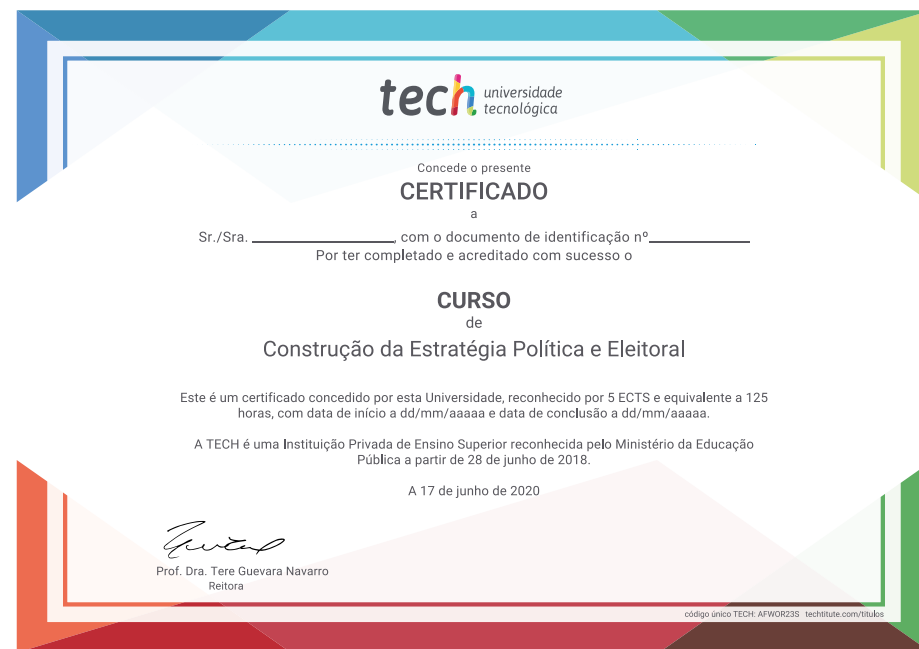 tech universidade
tecnológica
Concede o presente
CERTIFICADO
a
Sr./Sra. ____________________, com o documento de identificação nº______________
Por ter completado e acreditado com sucesso o
CURSO
de
Construção da Estratégia Política e Eleitoral
Este é um certificado concedido por esta Universidade, reconhecido por 5 ECTS e equivalente a 125
horas, com data de início a dd/mm/aaaaa e data de conclusão a dd/mm/aaaaa.
A TECH é uma Instituição Privada de Ensino Superior reconhecida pelo Ministério da Educação
Pública a partir de 28 de junho de 2018.
A 17 de junho de 2020
Prof. Dra. Tere Guevara Navarro
Reitora
código único TECH: AFWOR23S techtitute.com/titulos